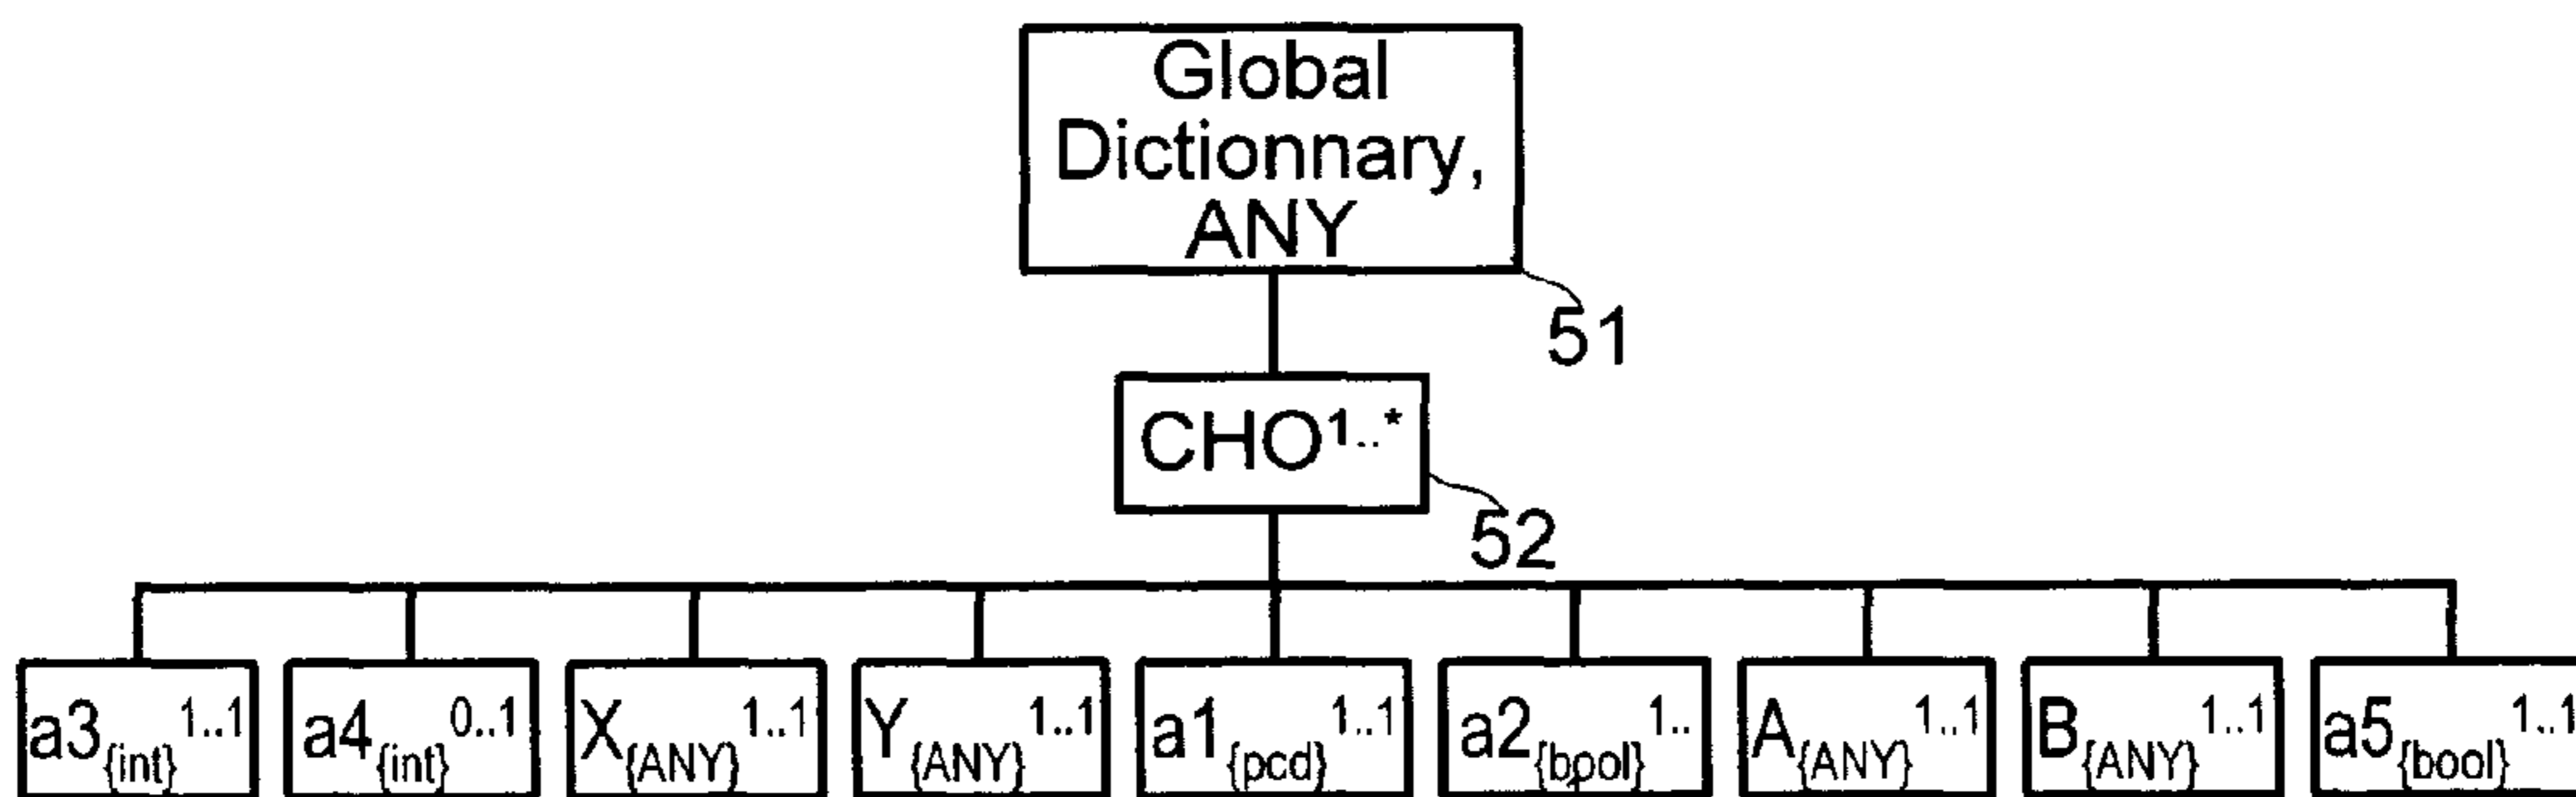 Global
Dictionnary,
ANY
51
CHO1..*
52
a3{int}1..1 a4{int}0..1 X{ANY}1..1 Y{ANY}1..1 a1{pcd}1..1 a2{bool}1.. A{ANY}1..1 B{ANY}1..1 a5{bool}1..1